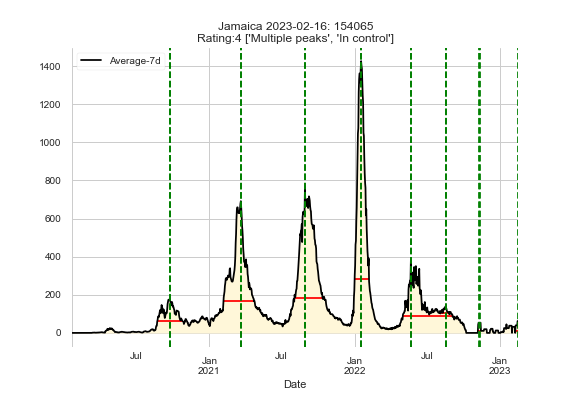 Jamaica 2023-02-16: 154065
Rating:4 ['Multiple peaks', 'In control']
Average-7d
1400
1200
1000
800
600
400
200
0
Jul
Jan
2021
Jul
Jan
2022
Jul
Jan
2023
Date